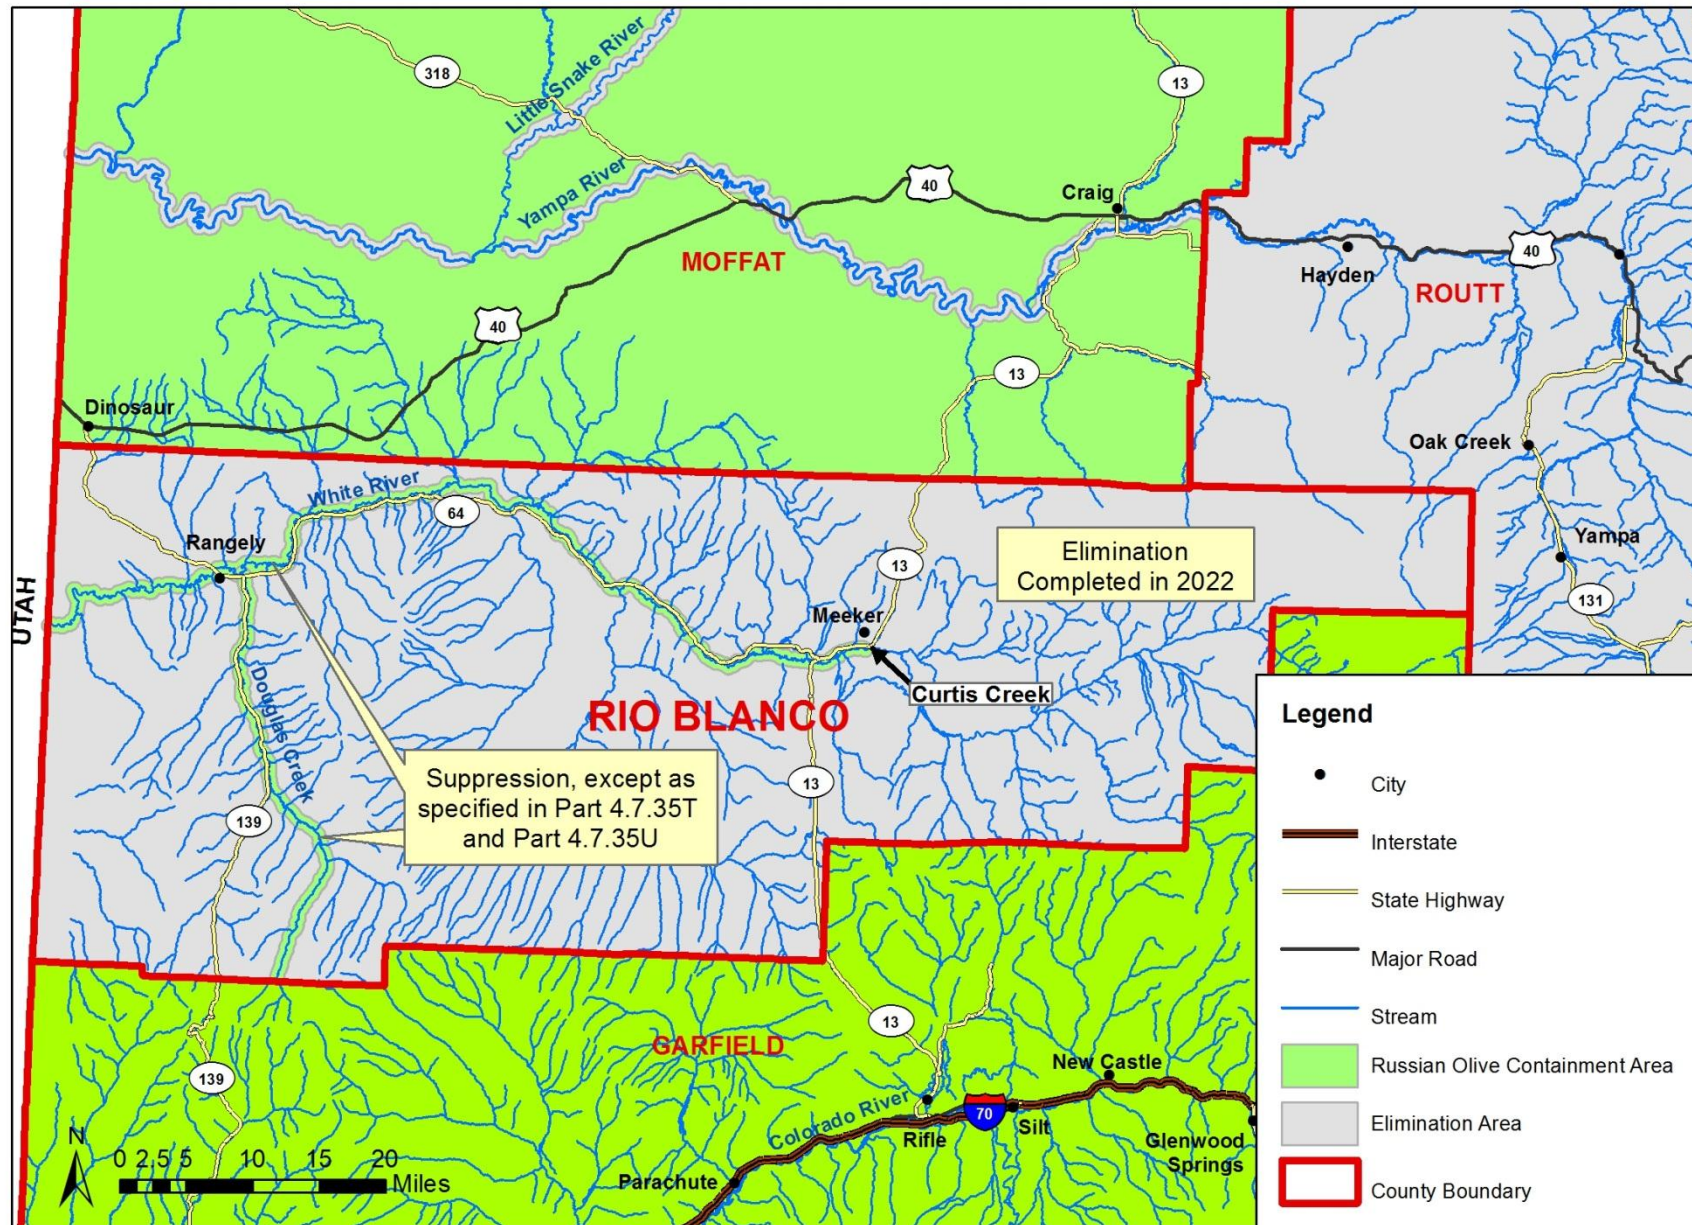 318
Little Snake River
13
Yampa River
40
Craig
MOFFAT
Hayden
40
ROUTT
40
13
Dinosaur
Oak Creek
White River
64
Rangely
13
Elimination
Completed in 2022
Yampa
UTAH
Meeker
131
Curtis Creek
Douglas Creek
RIO BLANCO
Suppression, except as
specified in Part 4.7.35T
and Part 4.7.35U
13
139
13
GARFIELD
139
New Castle
Colorado River
70
Silt
Rifle
Glenwood
Springs
Parachute
N
0 2.5 5 10 15 20
Miles
Legend
City
Interstate
State Highway
Major Road
Stream
Russian Olive Containment Area
Elimination Area
County Boundary